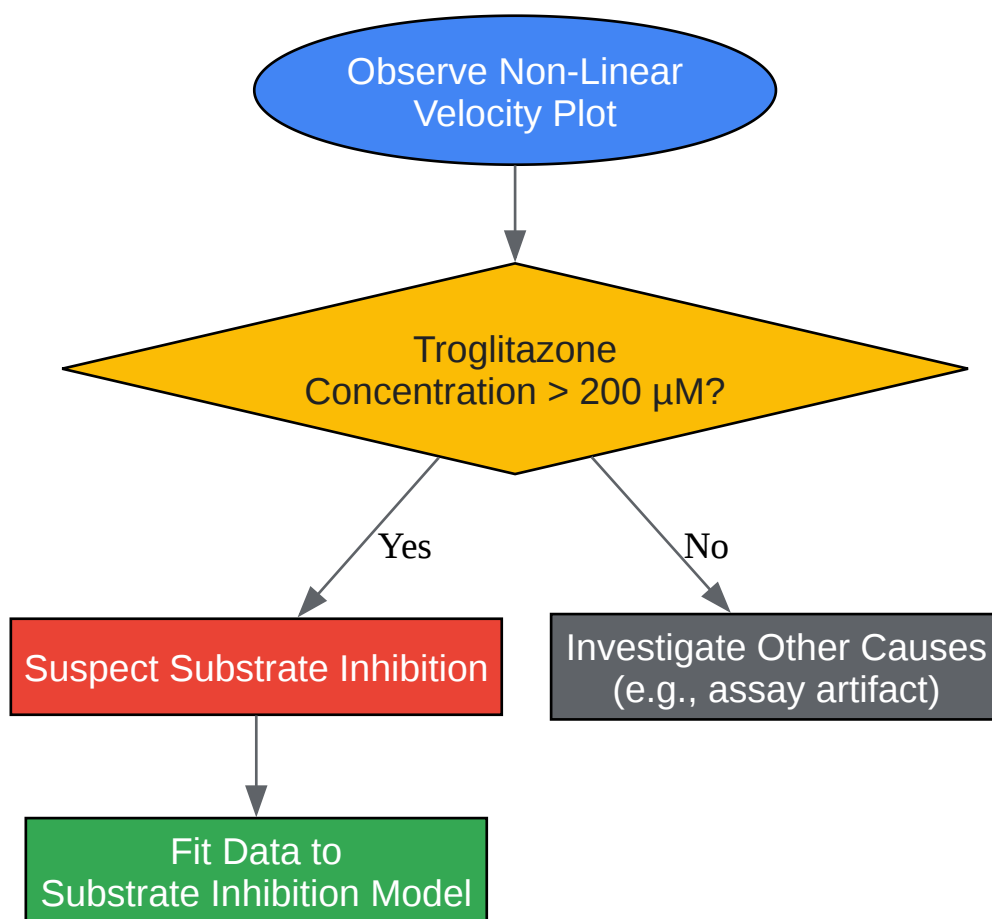 Observe Non-Linear
Velocity Plot
Troglitazone
Concentration > 200 µM?
Yes
No
Suspect Substrate Inhibition
Investigate Other Causes
(e.g., assay artifact)
Fit Data to
Substrate Inhibition Model